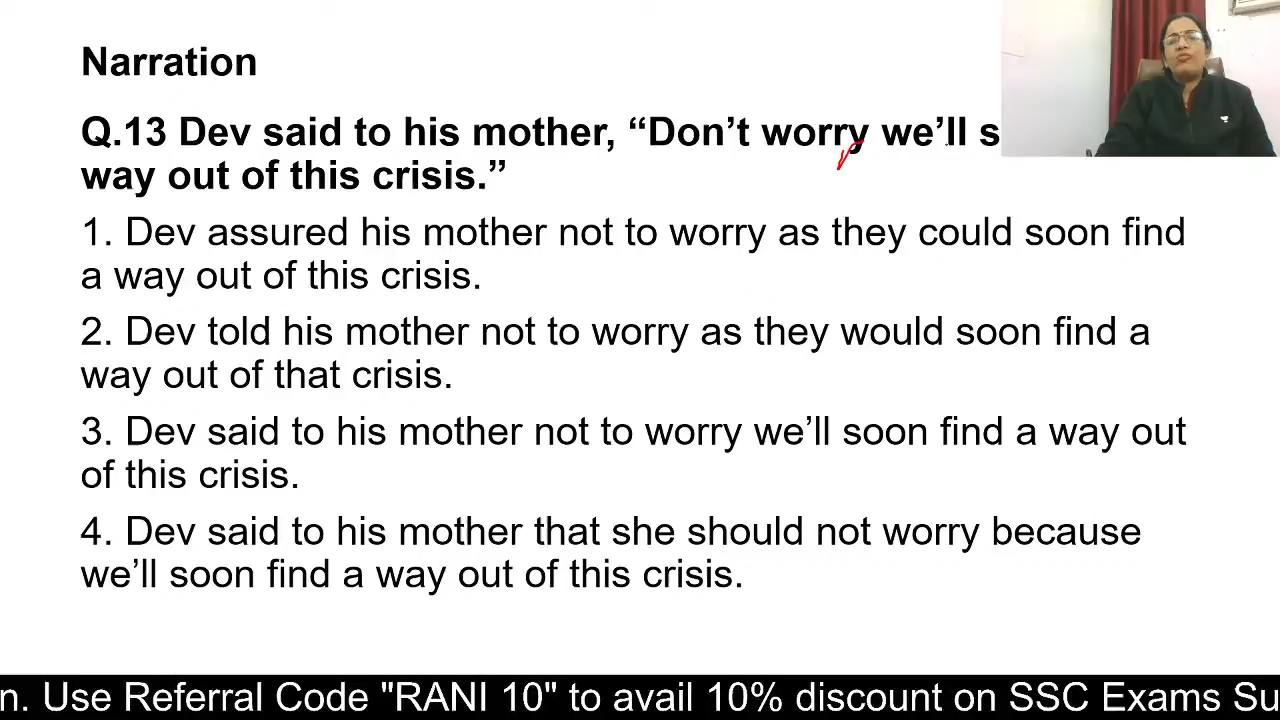 Narration
Q.13 Dev said to his mother, “Don’t worry we’ll
way out of this crisis.”
1. Dev assured his mother not to worry as they could soon find
a way out of this crisis.
2. Dev told his mother not to worry as they would soon find a
way out of that crisis.
3. Dev said to his mother not to worry we’ll soon find a way out
of this crisis.
4. Dev said to his mother that she should not worry because
we’ll soon find a way out of this crisis.
n. Use Referral Code "RANI 10" to avail 10% discount on SSC Exams Su